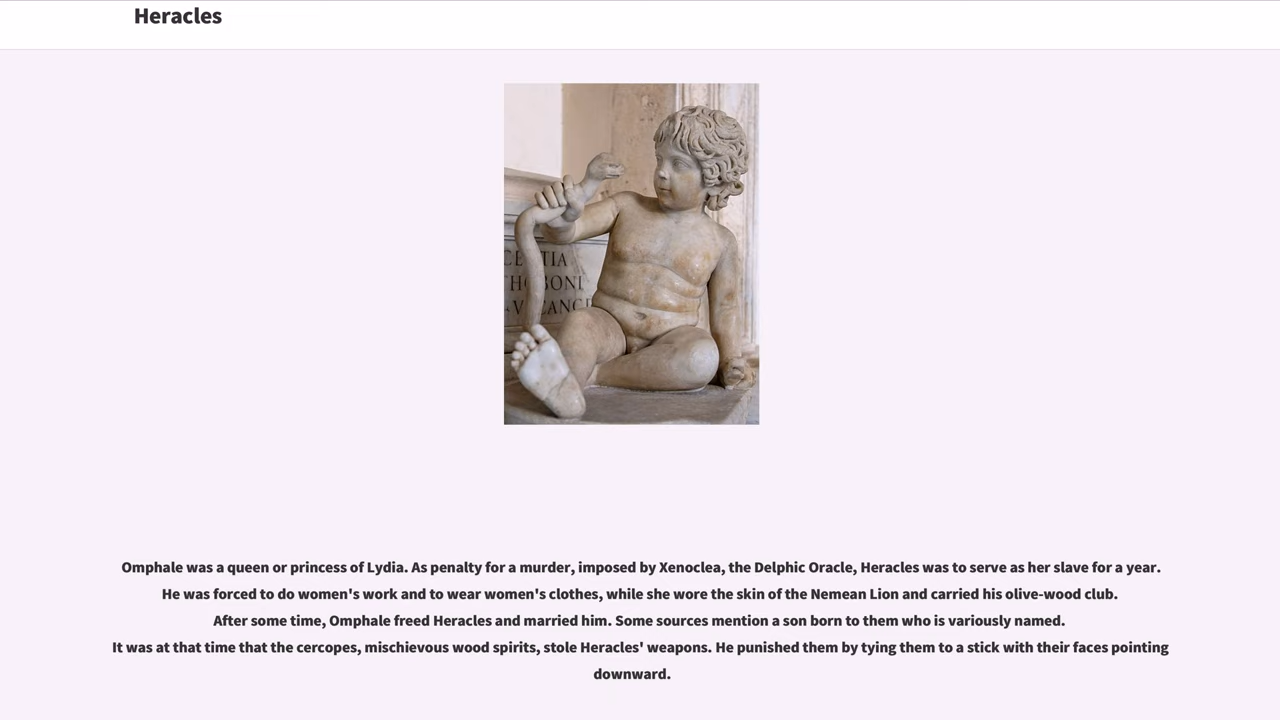 Heracles
THOBONI
Omphale was a queen or princess of Lydia. As penalty for a murder, imposed by Xenoclea, the Delphic Oracle, Heracles was to serve as her slave for a year.
He was forced to do women's work and to wear women's clothes, while she wore the skin of the Nemean Lion and carried his olive-wood club.
After some time, Omphale freed Heracles and married him. Some sources mention a son born to them who is variously named.
It was at that time that the cercopes, mischievous wood spirits, stole Heracles' weapons. He punished them by tying them to a stick with their faces pointing
downward.